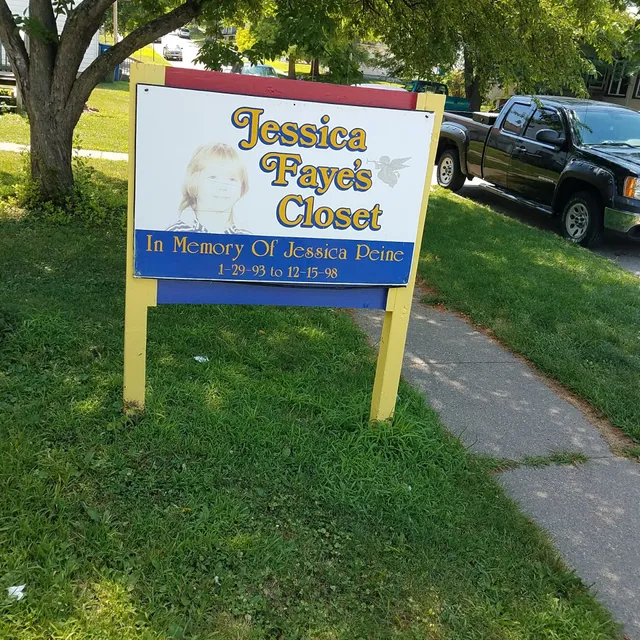 Jessica
Faye's
Closet
In Memory Of Jessica Peine
1-29-93 to 12-15-98